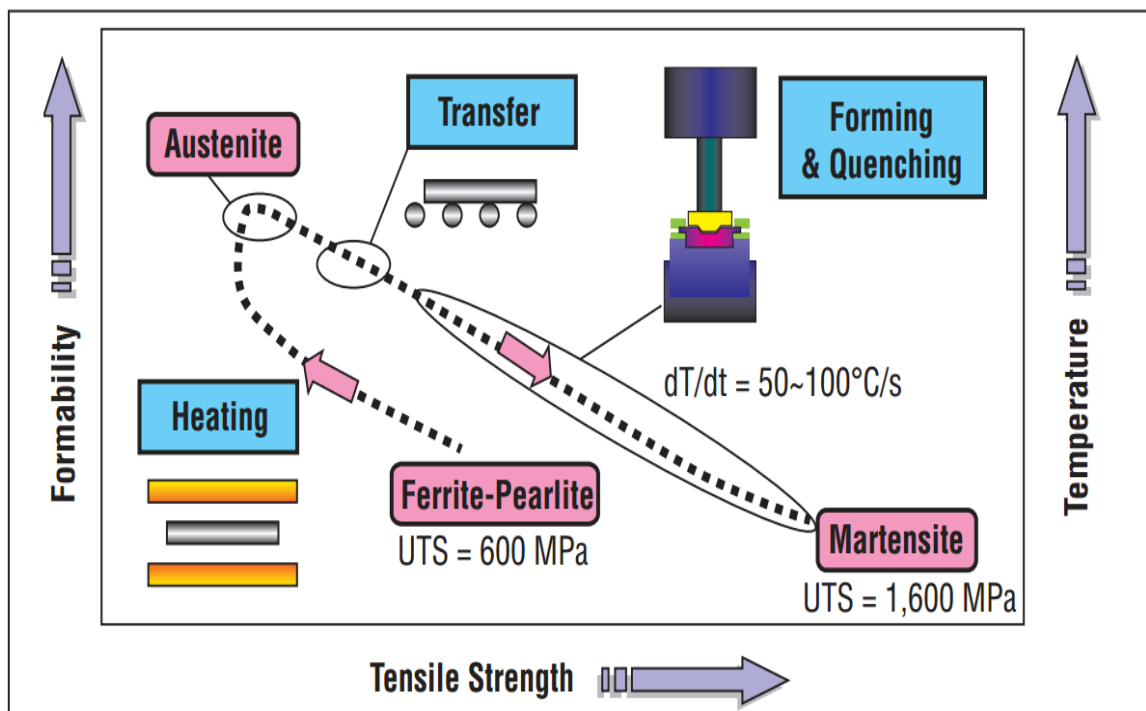 Formability
Temperature
Tensile Strength
Austenite
Transfer
Forming
& Quenching
dT/dt = 50~100°C/s
Heating
Ferrite-Pearlite
UTS = 600 MPa
Martensite
UTS = 1,600 MPa